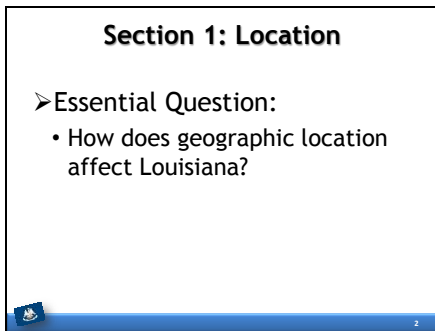 Section 1: Location
➢Essential Question:
• How does geographic location
affect Louisiana?
2